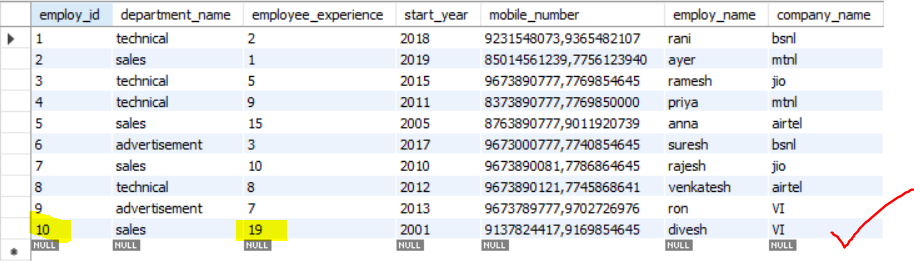 employ_id department_name employee_experience start_year mobile_number employ_name company_name
1 technical 2 2018 9231548073,9365482107 rani bsnl
2 sales 1 2019 85014561239,7756123940 ayer mtnl
3 technical 5 2015 9673890777,7769854645 ramesh jio
4 technical 9 2011 8373890777,7769850000 priya mtnl
5 sales 15 2005 8763890777,9011920739 anna airtel
6 advertisement 3 2017 9673000777,7740854645 suresh bsnl
7 sales 10 2010 9673890081,7786864645 rajesh jio
8 technical 8 2012 9673890121,7745868641 venkatesh airtel
9 advertisement 7 2013 9673789777,9702726976 ron VI
10 sales 19 2001 9137824417,9169854645 divesh VI
NULL NULL NULL NULL NULL NULL NULL